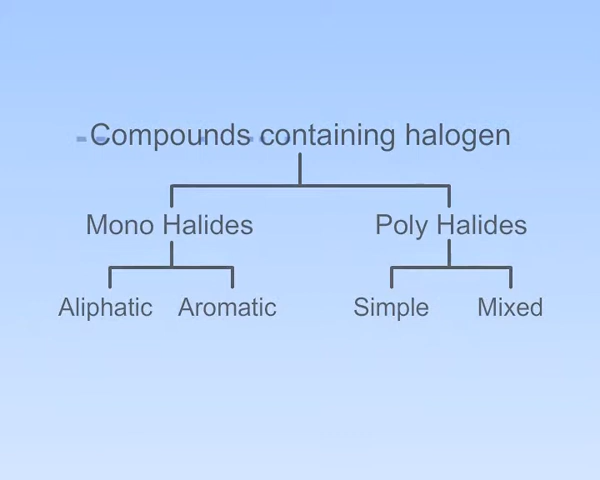 Compounds containing halogen
Mono Halides Poly Halides
Aliphatic Aromatic Simple Mixed